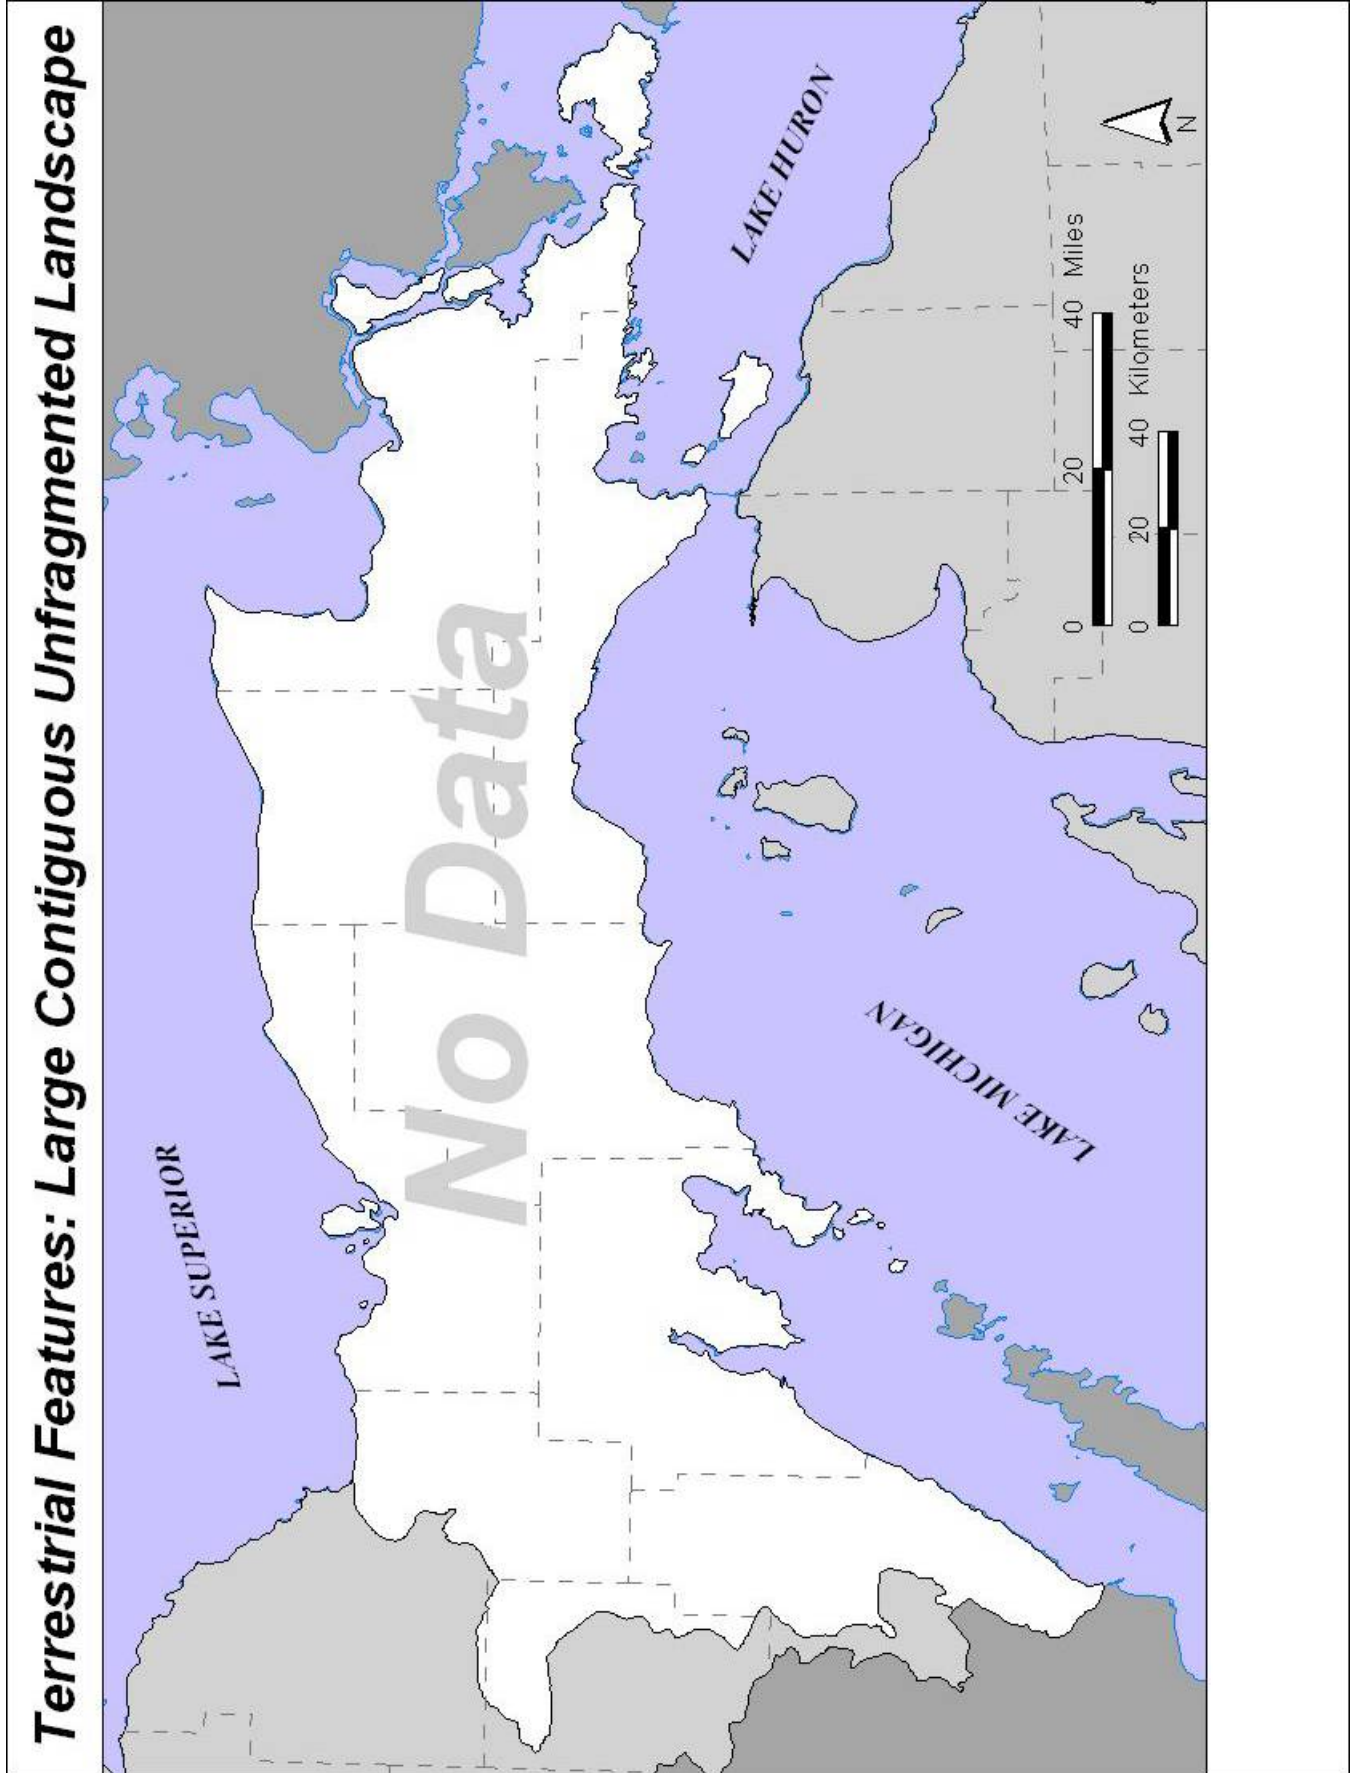 Terrestrial Features: Large Contiguous Unfragmented Landscape
LAKE SUPERIOR
No Data
LAKE HURON
LAKE MICHIGAN
0 20 40 Miles
0 20 40 Kilometers
N